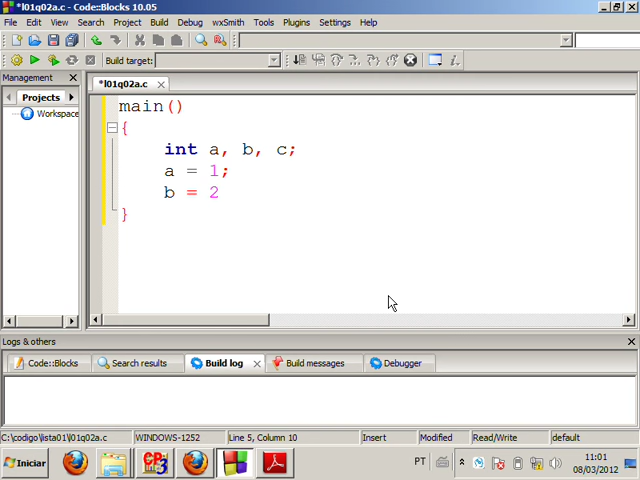 *l01q02a.c - Code::Blocks 10.05
File Edit View Search Project Build Debug wxSmith Tools Plugins Settings Help
Build target:
Management
*l01q02a.c
Projects
Workspace
main()
{
int a, b, c;
a = 1;
b = 2
}
Logs & others
Code::Blocks Search results Build log Build messages Debugger
C:\codigo\lista01\l01q02a.c WINDOWS-1252 Line 5, Column 10 Insert Modified Read/Write default
Iniciar PT 11:01
08/03/2012